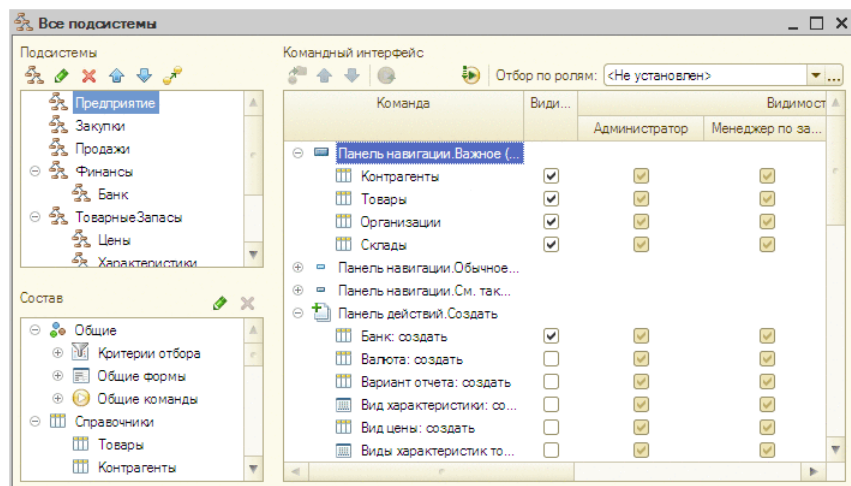 Все подсистемы
Подсистемы
Предприятие
Закупки
Продажи
Финансы
Банк
ТоварныеЗапасы
Цены
Характеристики
Состав
Общие
Критерии отбора
Общие формы
Общие команды
Справочники
Товары
Контрагенты
Командный интерфейс
Отбор по ролям: <Не установлен>
Команда Види... Видимост
Администратор Менеджер по за...
Панель навигации.Важное (...
Контрагенты
Товары
Организации
Склады
Панель навигации.Обычное...
Панель навигации.См. так...
Панель действий.Создать
Банк: создать
Валюта: создать
Вариант отчета: создать
Вид характеристики: со...
Вид цены: создать
Виды характеристик то...